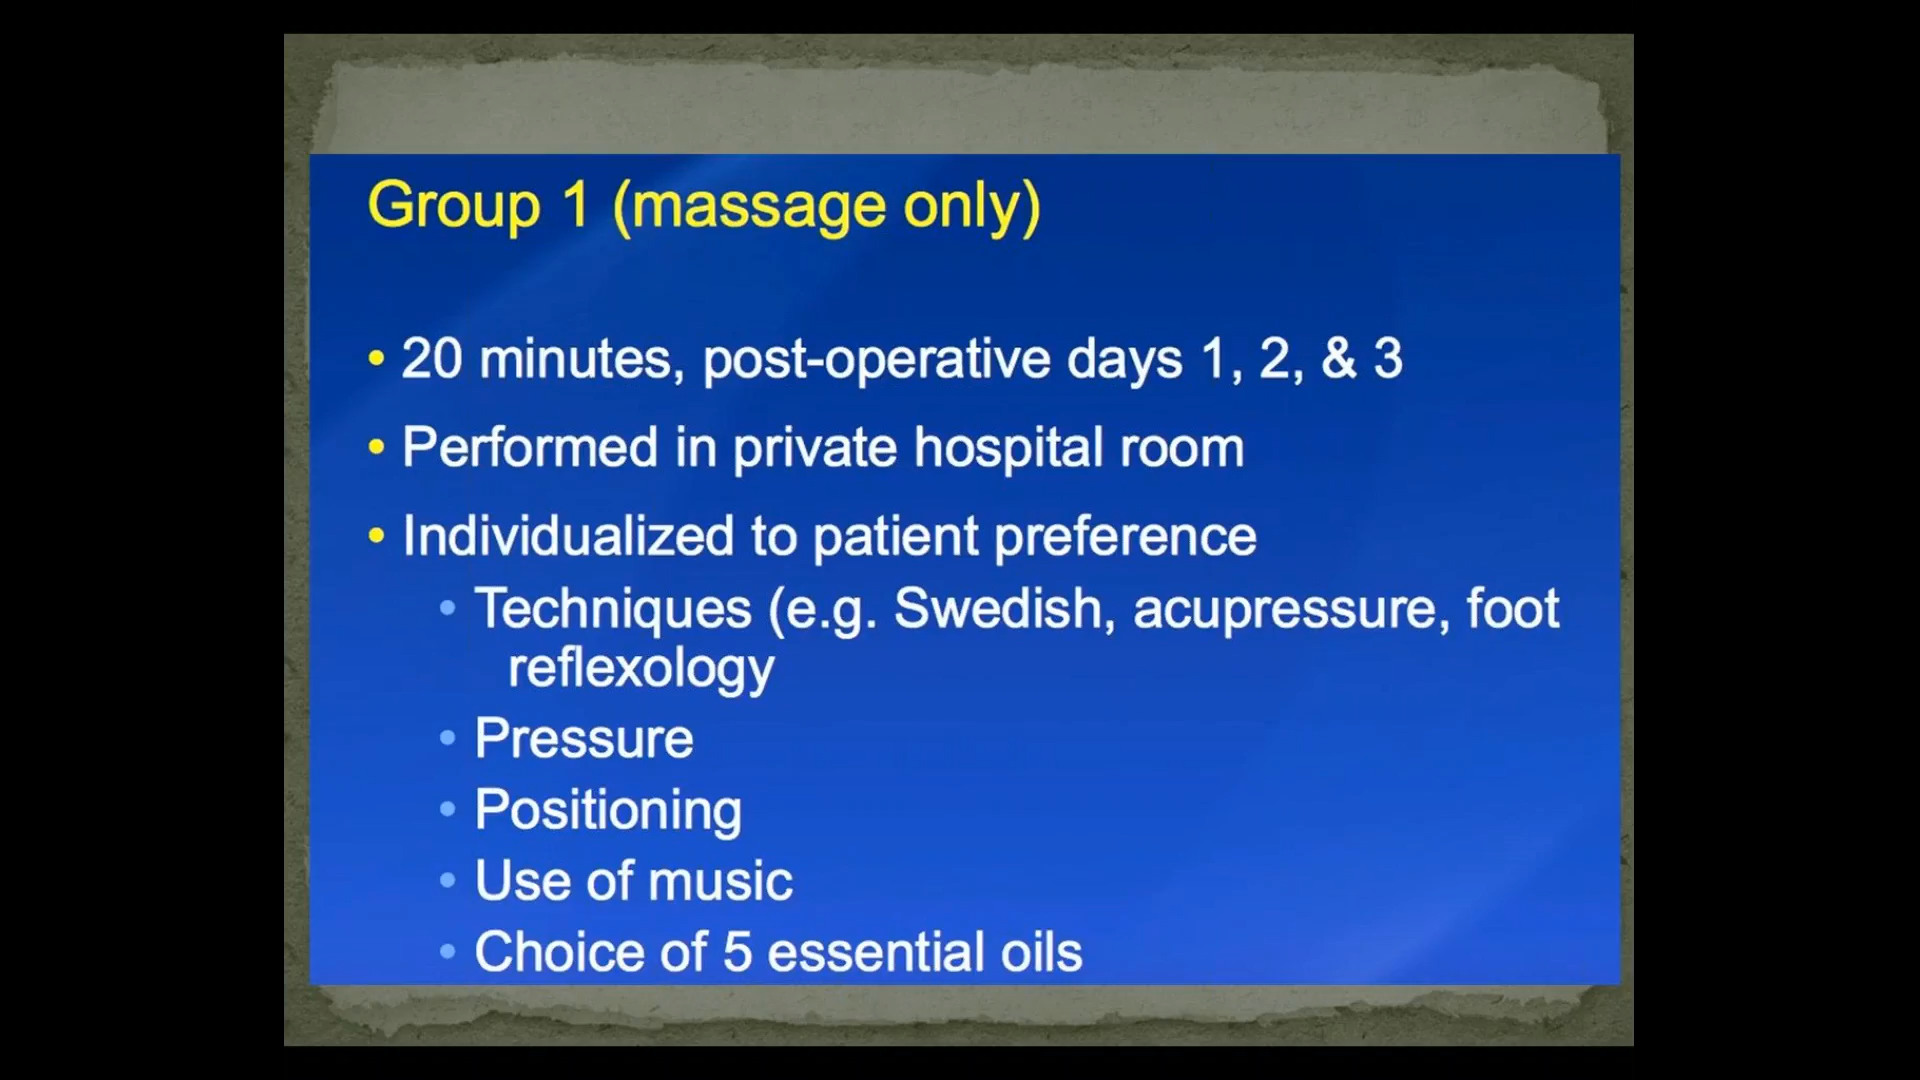 Group 1 (massage only)
• 20 minutes, post-operative days 1, 2, & 3
• Performed in private hospital room
• Individualized to patient preference
• Techniques (e.g. Swedish, acupressure, foot
reflexology
• Pressure
• Positioning
• Use of music
• Choice of 5 essential oils